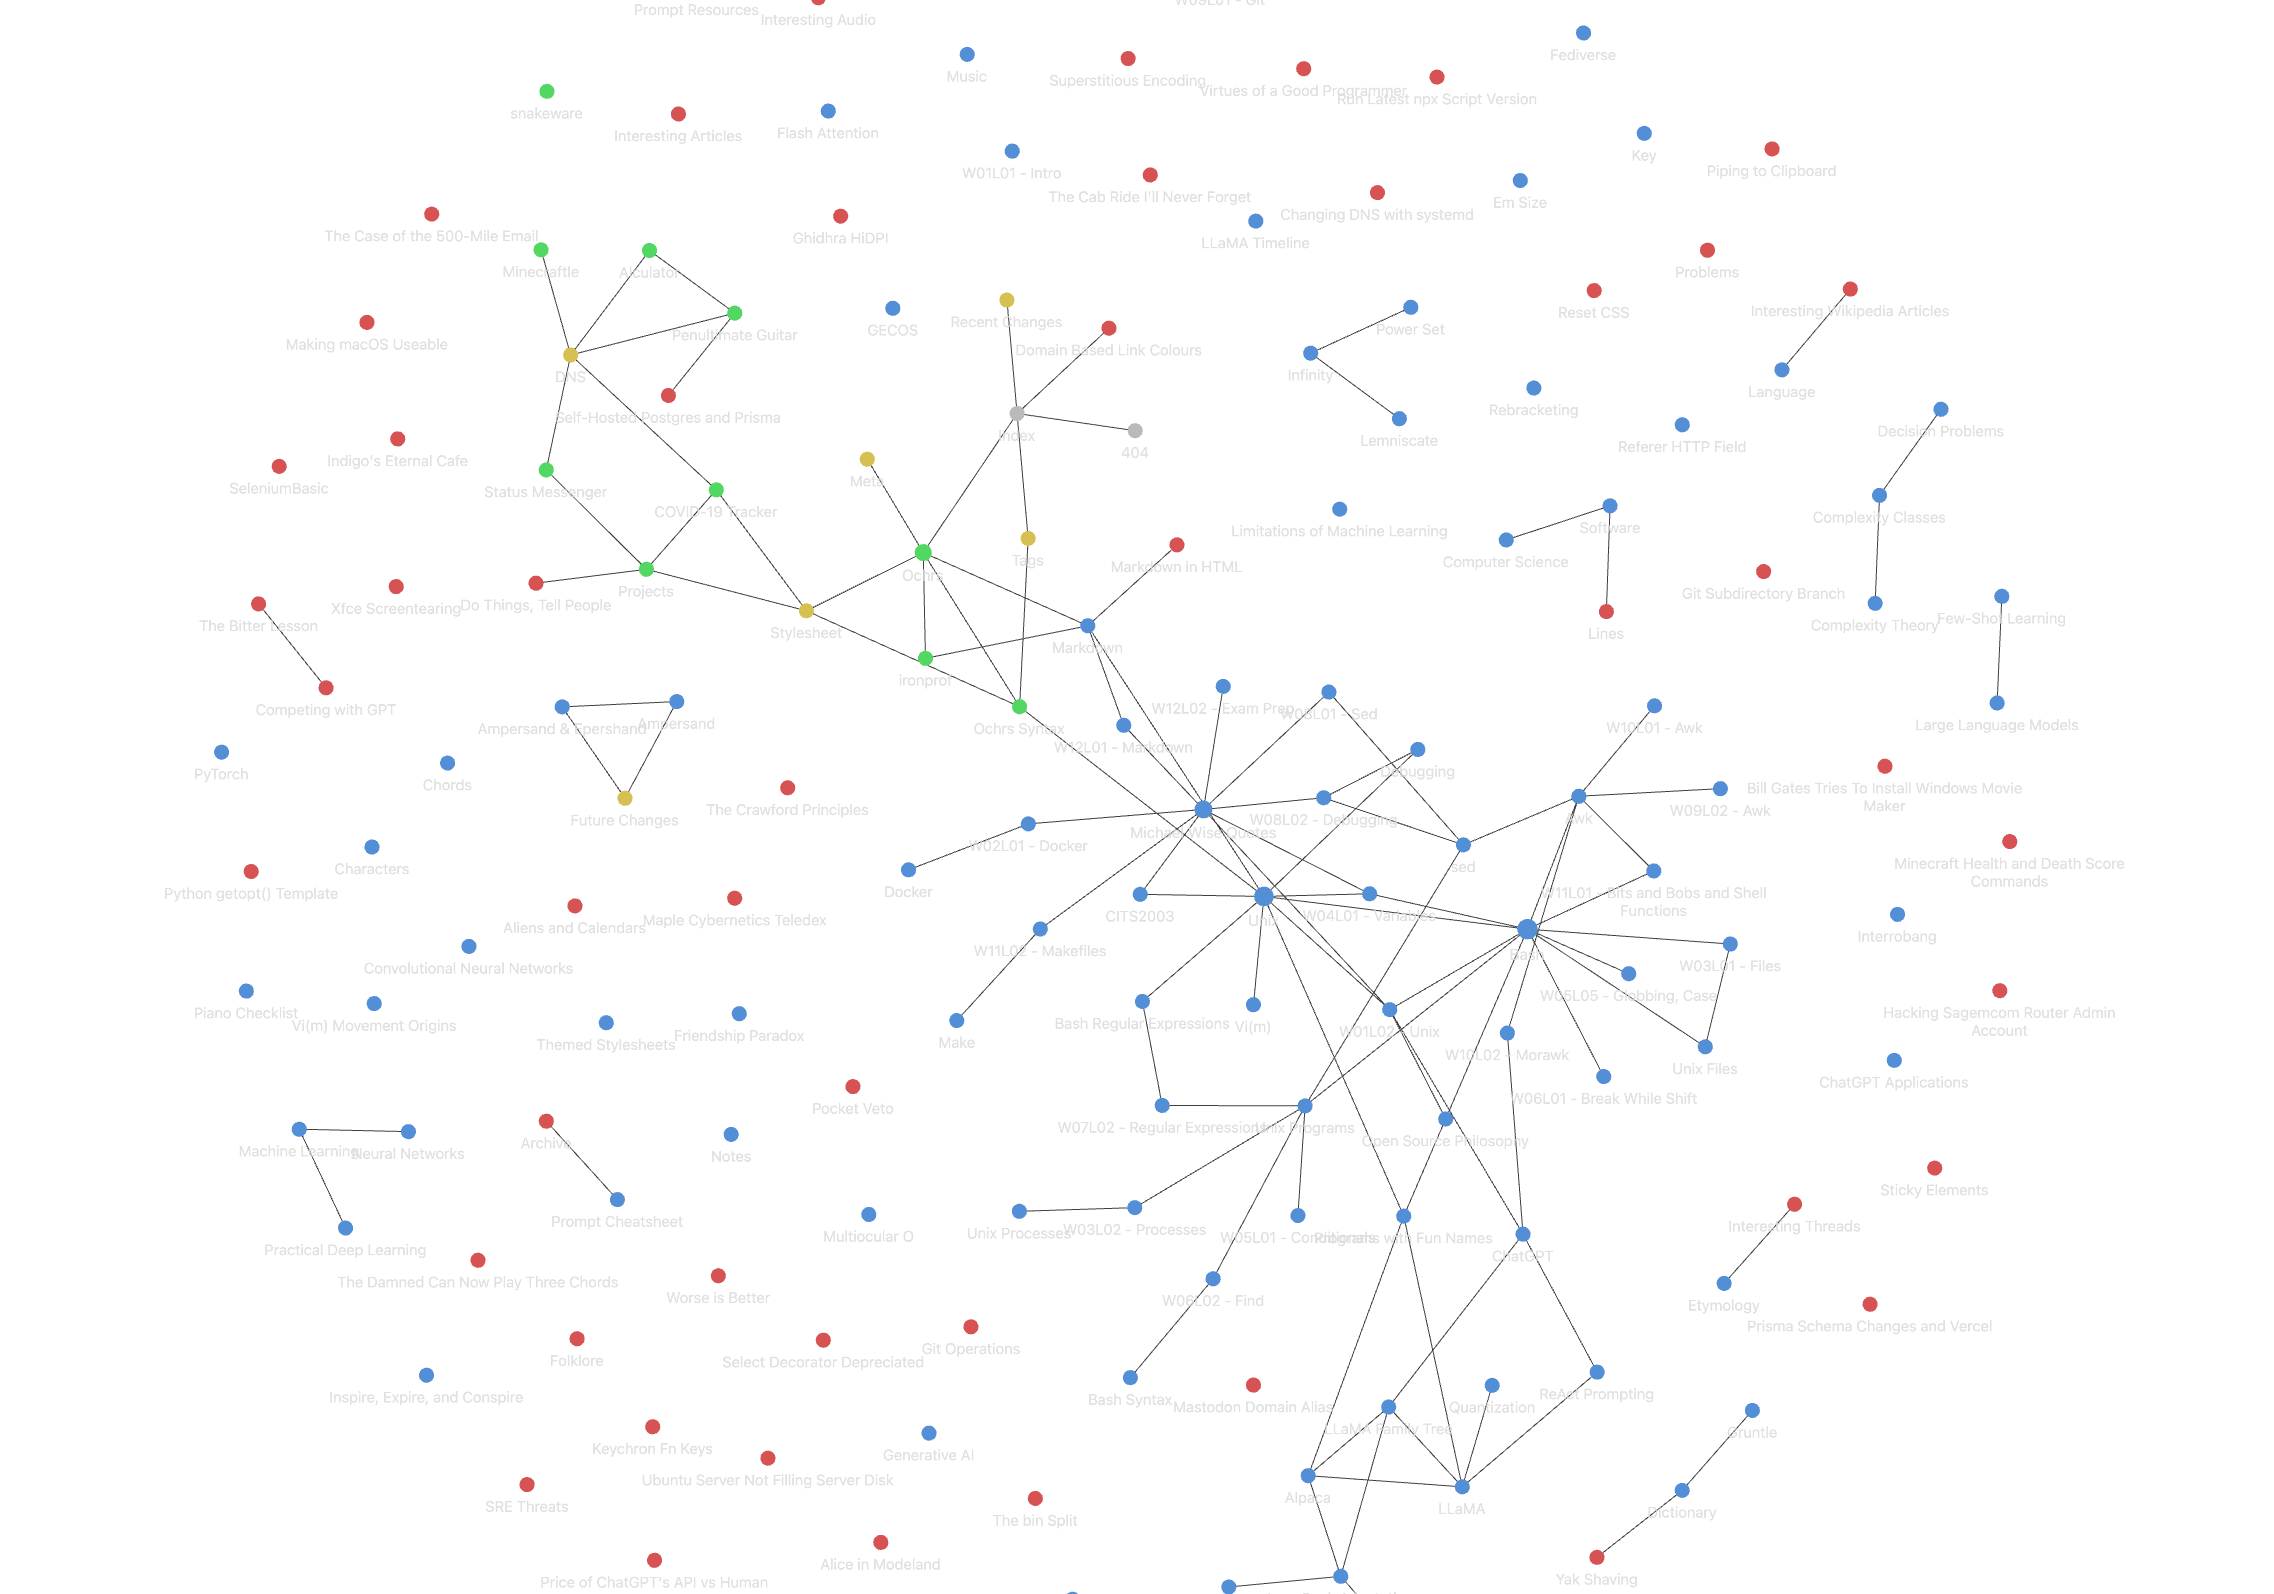 Prompt Resources
Interesting Audio
W09L01 - Git
Music
Superstitious Encoding
Virtues of a Good Programmer
Run Latest npx Script Version
Fediverse
snakeware
Interesting Articles
Flash Attention
W01L01 - Intro
The Cab Ride I'll Never Forget
Changing DNS with systemd
Em Size
Key
Piping to Clipboard
The Case of the 500-Mile Email
Ghidhra HiDPI
LLaMA Timeline
Minecraftle
Alculator
Problems
Making macOS Useable
Penultimate Guitar
GECOS
Recent Changes
Domain Based Link Colours
Power Set
Reset CSS
Interesting Wikipedia Articles
DNS
Infinity
Language
Self-Hosted Postgres and Prisma
Index
404
Lemniscate
Rebracketing
Referer HTTP Field
Decision Problems
Indigo's Eternal Cafe
SeleniumBasic
Status Messenger
COVID-19 Tracker
Meta
Limitations of Machine Learning
Software
Complexity Classes
Ochrs
Tags
Markdown in HTML
Computer Science
Xfce Screentearing
Do Things, Tell People
Projects
Git Subdirectory Branch
The Bitter Lesson
Stylesheet
Markdown
Lines
Complexity Theory
Few-Shot Learning
Competing with GPT
ironprof
Ampersand & Epershand
Ampersand
Ochrs Syntax
W12L02 - Exam Prep
W08L01 - Sed
W12L01 - Markdown
W10L01 - Awk
Large Language Models
PyTorch
Chords
Debugging
The Crawford Principles
Future Changes
Michael Wise Quotes
W08L02 - Debugging
Awk
W09L02 - Awk
Bill Gates Tries To Install Windows Movie
Maker
W02L01 - Docker
sed
Characters
Python getopt() Template
Docker
W11L01 - Bits and Bobs and Shell
Functions
Minecraft Health and Death Score
Commands
Aliens and Calendars
Maple Cybernetics Teledex
CITS2003
Unix
W04L01 - Variables
Interrobang
Convolutional Neural Networks
W11L02 - Makefiles
Bash
W03L01 - Files
W05L05 - Globbing, Case
Piano Checklist
Vi(m) Movement Origins
Themed Stylesheets
Friendship Paradox
Make
Bash Regular Expressions
Vi(m)
W01L02 - Unix
W10L02 - Morawk
Unix Files
Hacking Sagemcom Router Admin
Account
ChatGPT Applications
Pocket Veto
W06L01 - Break While Shift
Machine Learning
Neural Networks
Archive
Notes
W07L02 - Regular Expressions
Unix Programs
Open Source Philosophy
Prompt Cheatsheet
Multiocular O
Unix Processes
W03L02 - Processes
W05L01 - Conditionals
Programs with Fun Names
ChatGPT
Sticky Elements
Interesting Threads
Practical Deep Learning
The Damned Can Now Play Three Chords
Worse is Better
W06L02 - Find
Etymology
Prisma Schema Changes and Vercel
Folklore
Select Decorator Depreciated
Git Operations
Inspire, Expire, and Conspire
Bash Syntax
Mastodon Domain Alias
LLaMA Family Tree
Quantization
ReAct Prompting
Gruntle
Keychron Fn Keys
Generative AI
Ubuntu Server Not Filling Server Disk
SRE Threats
The bin Split
Alpaca
LLaMA
Dictionary
Alice in Modeland
Price of ChatGPT's API vs Human
Yak Shaving